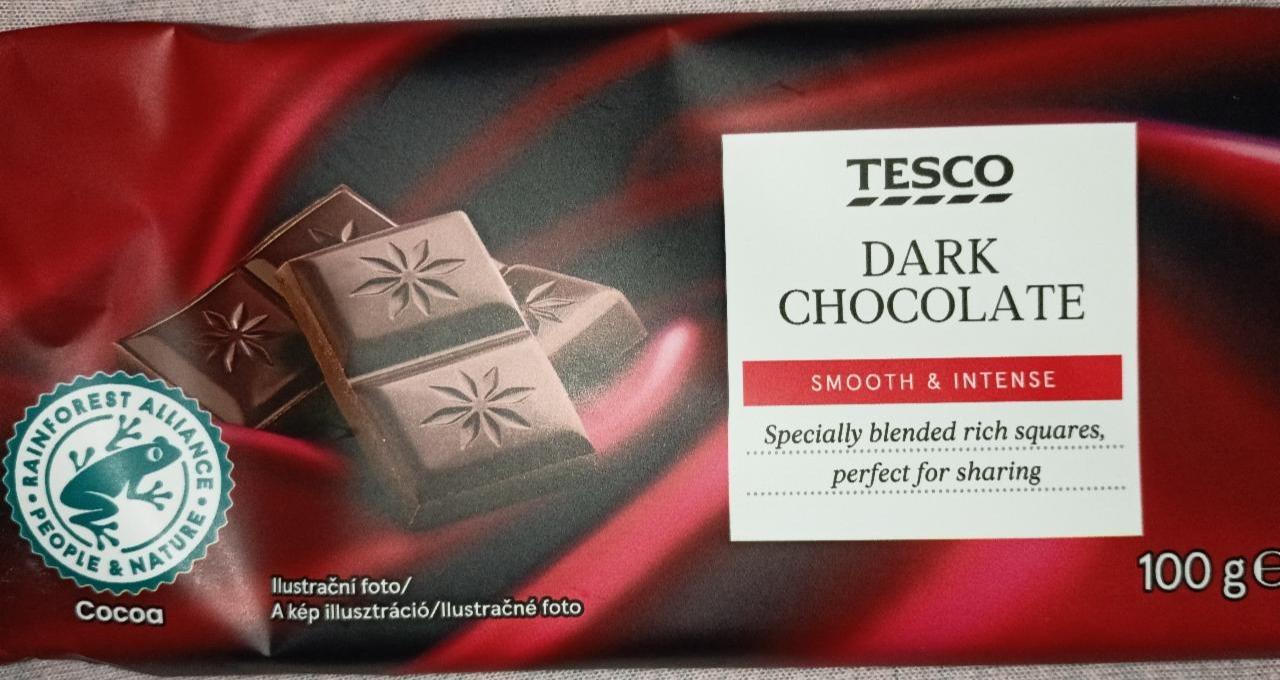 TESCO
DARK
CHOCOLATE
SMOOTH & INTENSE
Specially blended rich squares,
perfect for sharing
RAINFOREST ALLIANCE
• PEOPLE & NATURE •
Cocoa
Ilustrační foto/
A kép illusztráció/Ilustračné foto
100 g ℮